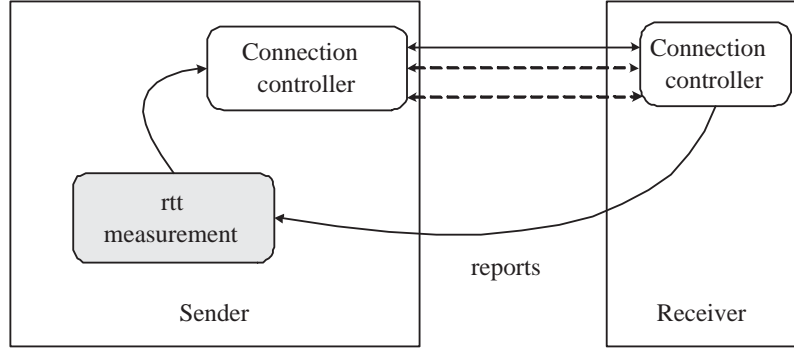 Connection
controller
Connection
controller
rtt
measurement
reports
Sender
Receiver